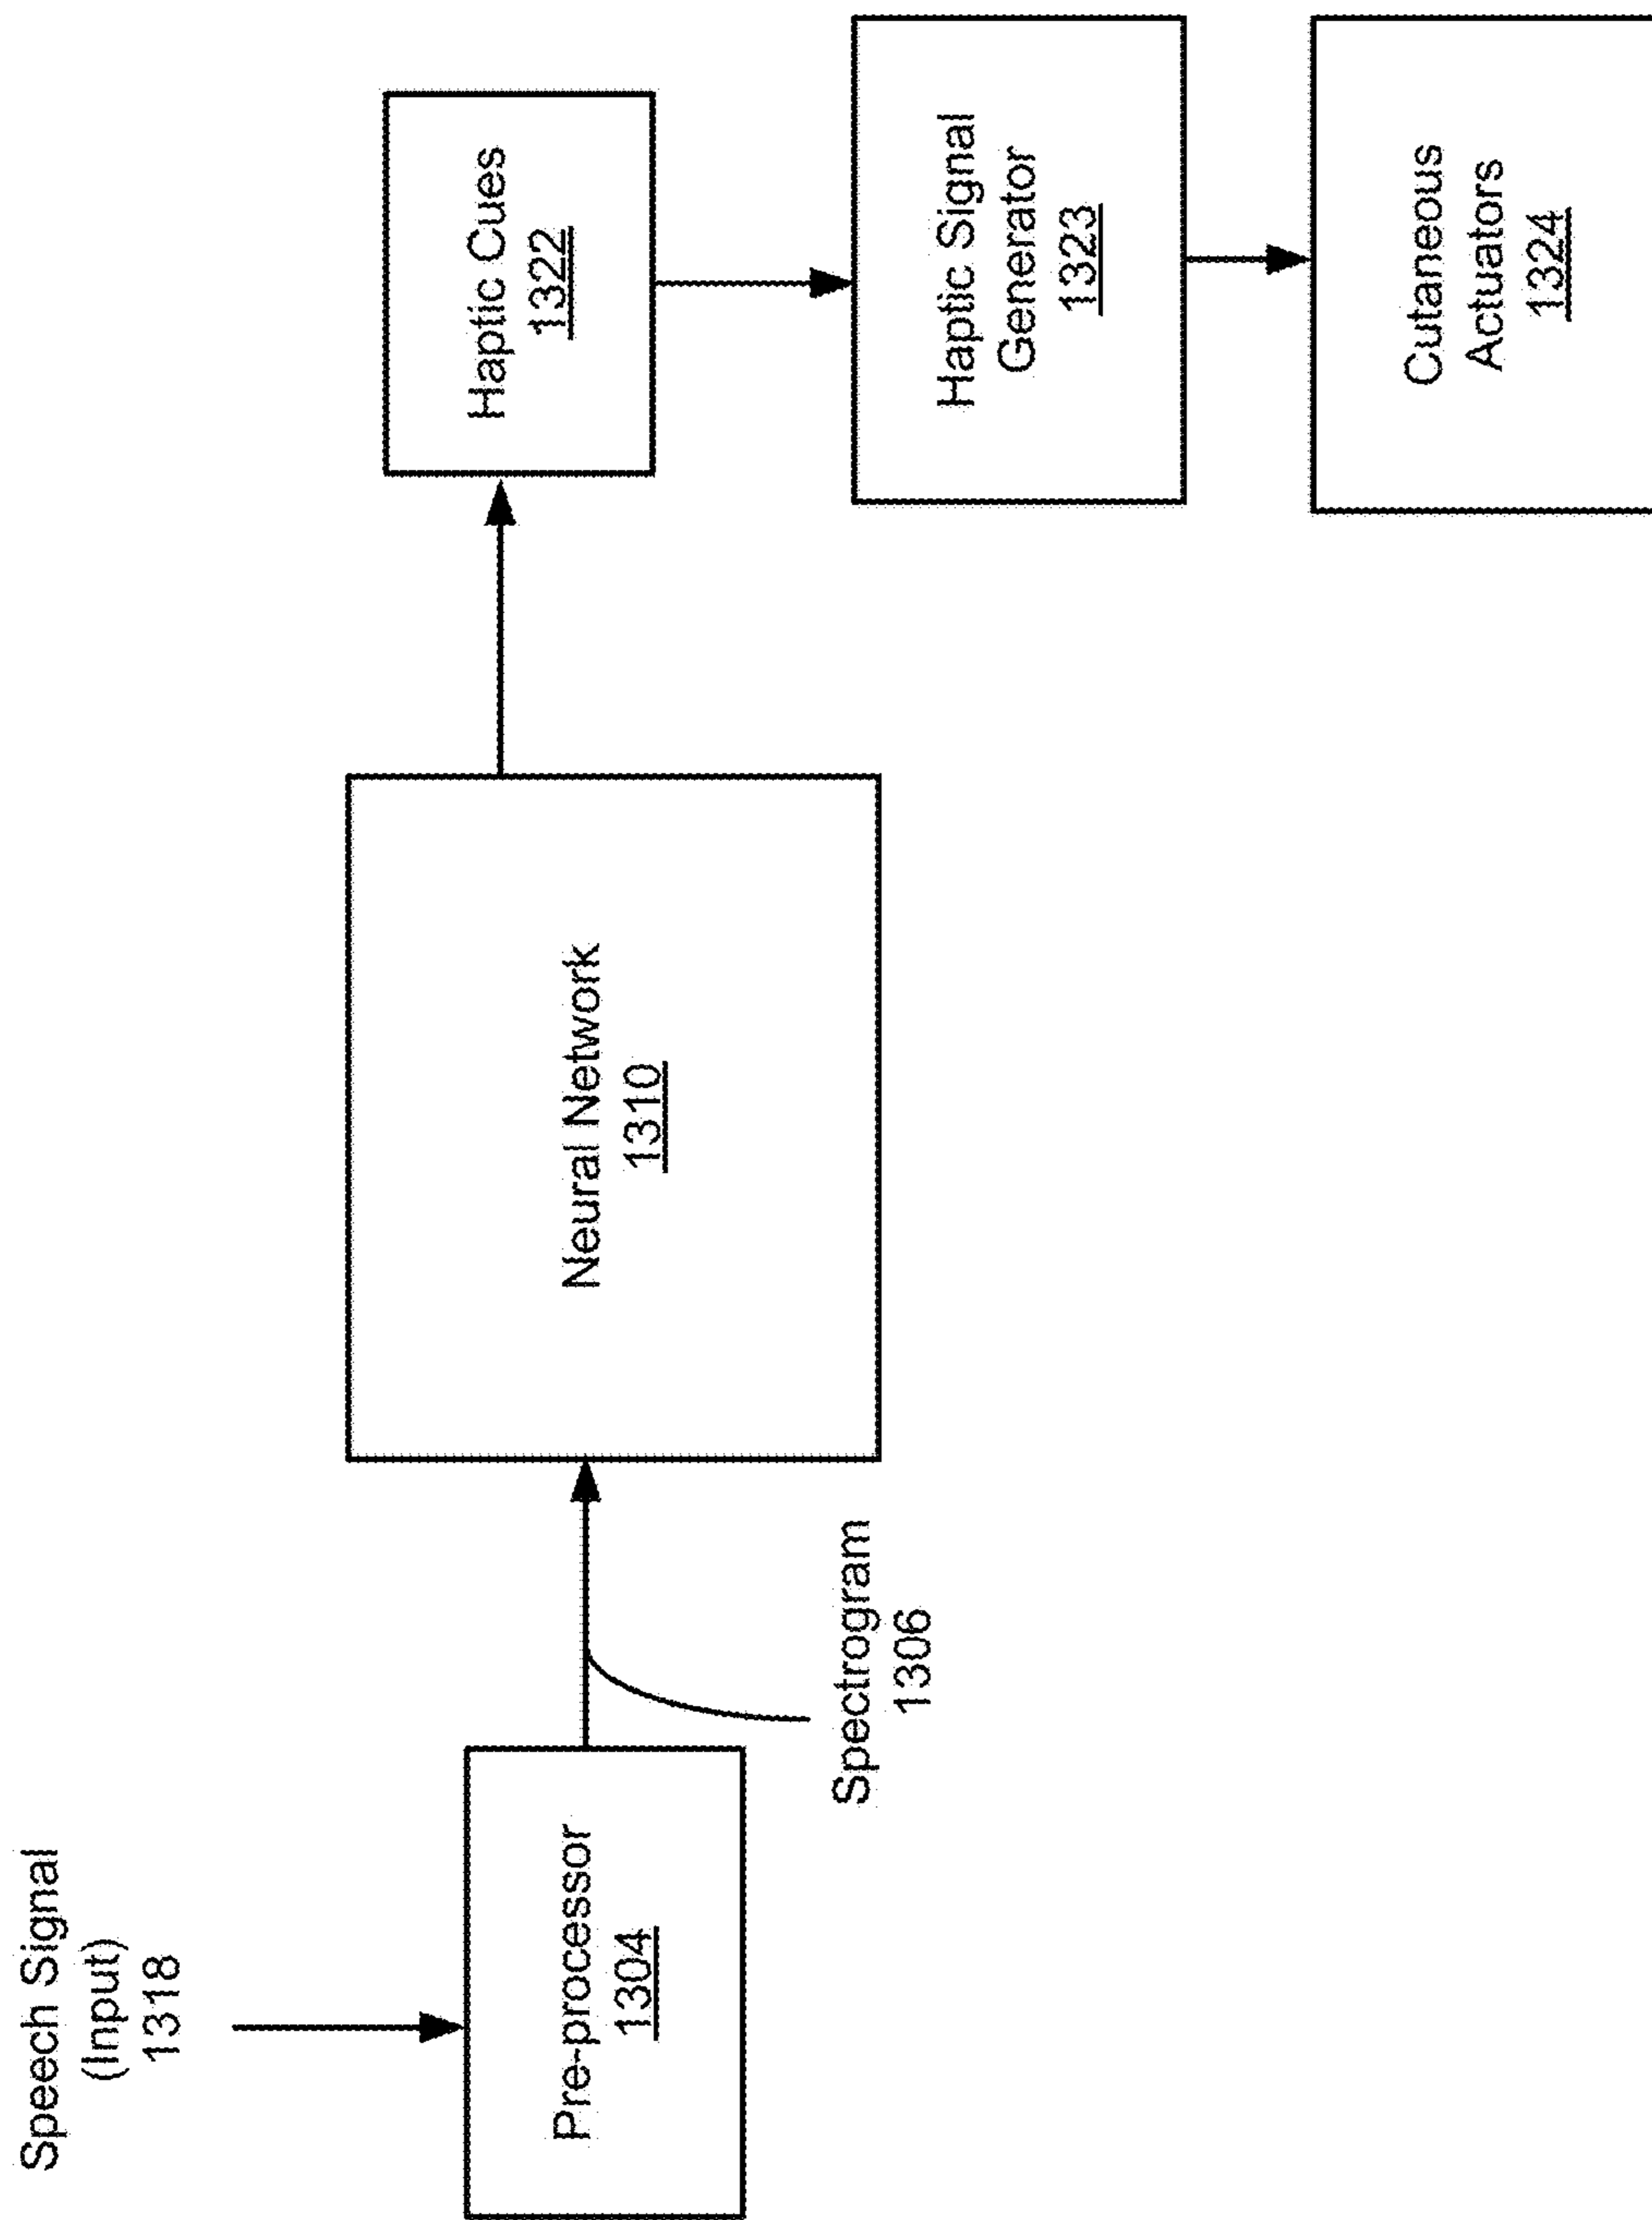 Speech Signal
(Input)
1318
Pre-processor
1304
Spectrogram
1306
Neural Network
1310
Haptic Cues
1322
Haptic Signal
Generator
1323
Cutaneous
Actuators
1324